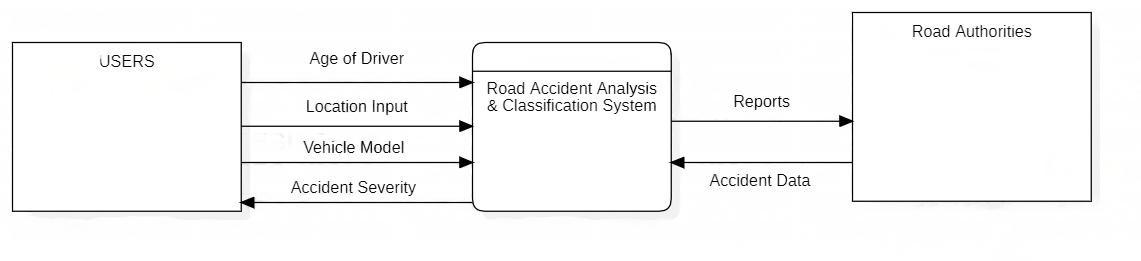 USERS
Age of Driver
Location Input
Vehicle Model
Accident Severity
Road Accident Analysis
& Classification System
Reports
Accident Data
Road Authorities